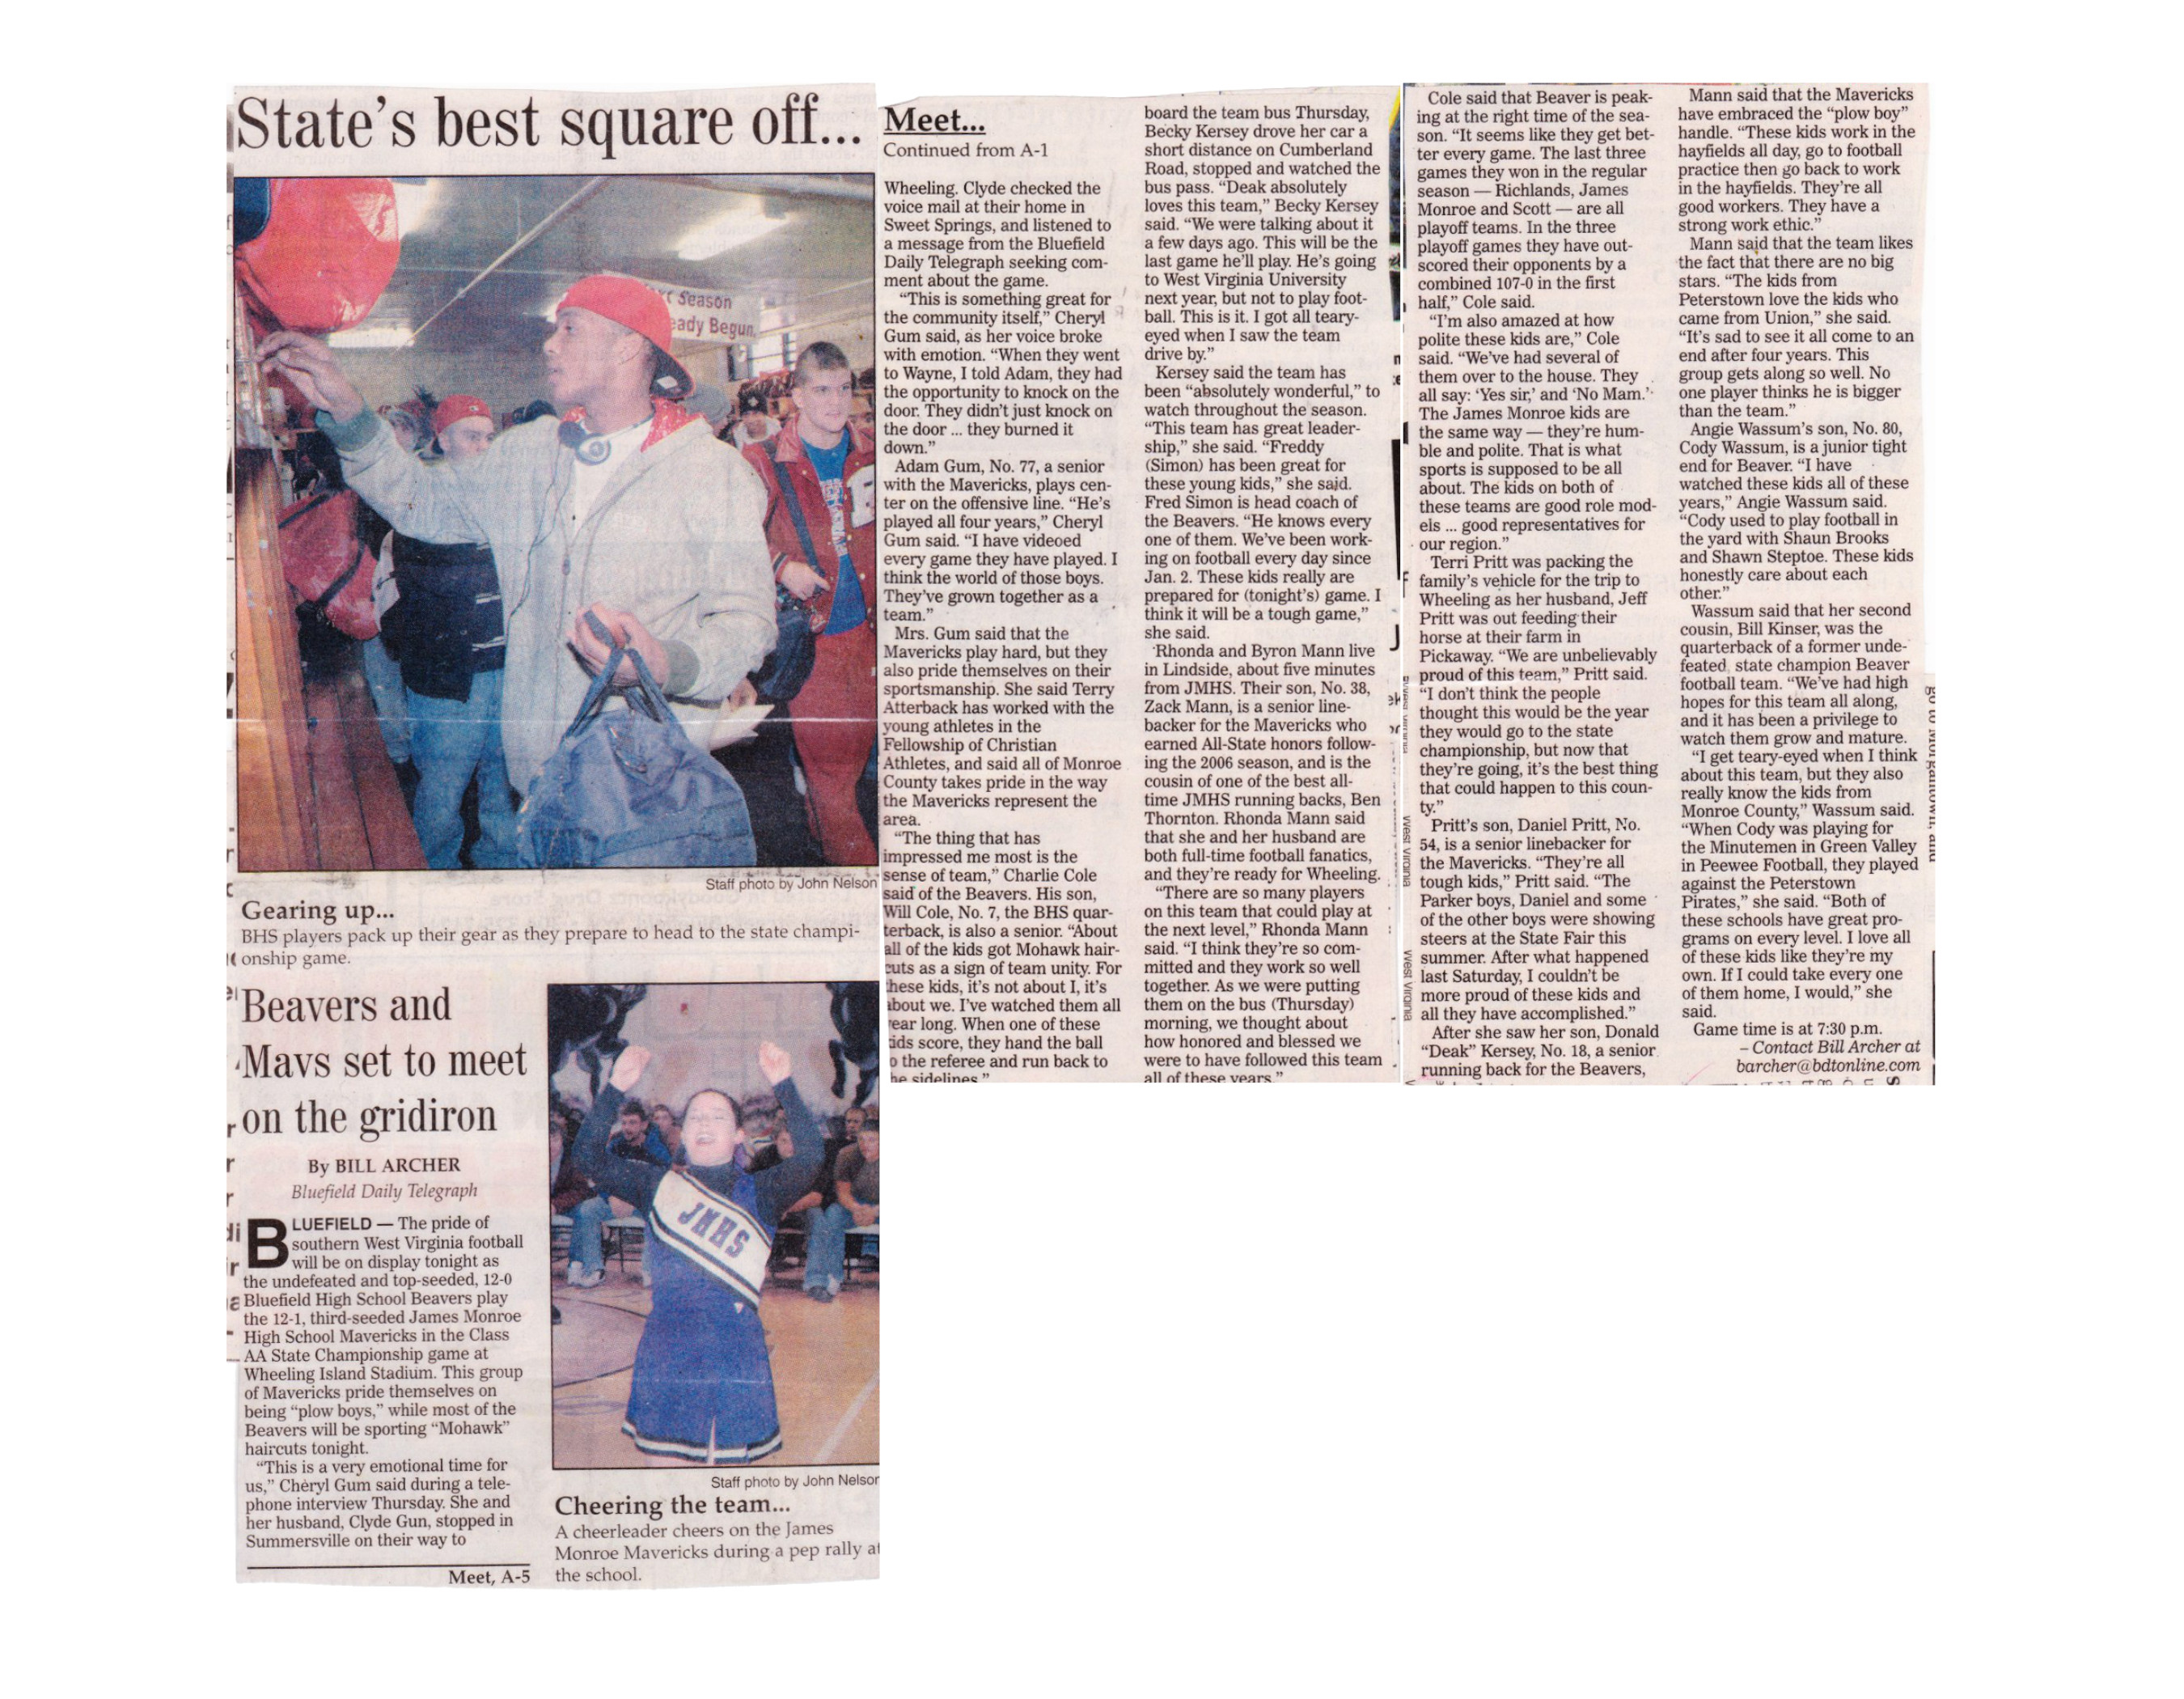 State's best square off...
rt Season
eady Begun.
Staff photo by John Nelson
Gearing up...
BHS players pack up their gear as they prepare to head to the state champi-
onship game.
Beavers and
Mavs set to meet
on the gridiron
By BILL ARCHER
Bluefield Daily Telegraph
BLUEFIELD — The pride of
southern West Virginia football
will be on display tonight as
the undefeated and top-seeded, 12-0
Bluefield High School Beavers play
the 12-1, third-seeded James Monroe
High School Mavericks in the Class
AA State Championship game at
Wheeling Island Stadium. This group
of Mavericks pride themselves on
being "plow boys," while most of the
Beavers will be sporting "Mohawk"
haircuts tonight.
"This is a very emotional time for
us," Cheryl Gum said during a tele-
phone interview Thursday. She and
her husband, Clyde Gun, stopped in
Summersville on their way to
Meet, A-5
JMHS
Staff photo by John Nelson
Cheering the team...
A cheerleader cheers on the James
Monroe Mavericks during a pep rally at
the school.
Meet...
Continued from A-1
Wheeling. Clyde checked the
voice mail at their home in
Sweet Springs, and listened to
a message from the Bluefield
Daily Telegraph seeking com-
ment about the game.
"This is something great for
the community itself," Cheryl
Gum said, as her voice broke
with emotion. "When they went
to Wayne, I told Adam, they had
the opportunity to knock on the
door. They didn't just knock on
the door ... they burned it
down."
Adam Gum, No. 77, a senior
with the Mavericks, plays cen-
ter on the offensive line. "He's
played all four years," Cheryl
Gum said. "I have videoed
every game they have played. I
think the world of those boys.
They've grown together as a
team."
Mrs. Gum said that the
Mavericks play hard, but they
also pride themselves on their
sportsmanship. She said Terry
Atterback has worked with the
young athletes in the
Fellowship of Christian
Athletes, and said all of Monroe
County takes pride in the way
the Mavericks represent the
area.
"The thing that has
impressed me most is the
sense of team," Charlie Cole
said of the Beavers. His son,
Will Cole, No. 7, the BHS quar-
terback, is also a senior. "About
all of the kids got Mohawk hair-
cuts as a sign of team unity. For
these kids, it's not about I, it's
about we. I've watched them all
year long. When one of these
kids score, they hand the ball
to the referee and run back to
the sidelines."
board the team bus Thursday,
Becky Kersey drove her car a
short distance on Cumberland
Road, stopped and watched the
bus pass. "Deak absolutely
loves this team," Becky Kersey
said. "We were talking about it
a few days ago. This will be the
last game he'll play. He's going
to West Virginia University
next year, but not to play foot-
ball. This is it. I got all teary-
eyed when I saw the team
drive by."
Kersey said the team has
been "absolutely wonderful," to
watch throughout the season.
"This team has great leader-
ship," she said. "Freddy
(Simon) has been great for
these young kids," she said.
Fred Simon is head coach of
the Beavers. "He knows every
one of them. We've been work-
ing on football every day since
Jan. 2. These kids really are
prepared for (tonight's) game. I
think it will be a tough game,"
she said.
Rhonda and Byron Mann live
in Lindside, about five minutes
from JMHS. Their son, No. 38,
Zack Mann, is a senior line-
backer for the Mavericks who
earned All-State honors follow-
ing the 2006 season, and is the
cousin of one of the best all-
time JMHS running backs, Ben
Thornton. Rhonda Mann said
that she and her husband are
both full-time football fanatics,
and they're ready for Wheeling.
"There are so many players
on this team that could play at
the next level," Rhonda Mann
said. "I think they're so com-
mitted and they work so well
together. As we were putting
them on the bus (Thursday)
morning, we thought about
how honored and blessed we
were to have followed this team
all of these years."
Cole said that Beaver is peak-
ing at the right time of the sea-
son. "It seems like they get bet-
ter every game. The last three
games they won in the regular
season — Richlands, James
Monroe and Scott — are all
playoff teams. In the three
playoff games they have out-
scored their opponents by a
combined 107-0 in the first
half," Cole said.
"I'm also amazed at how
polite these kids are," Cole
said. "We've had several of
them over to the house. They
all say: 'Yes sir,' and 'No Mam.'
The James Monroe kids are
the same way — they're hum-
ble and polite. That is what
sports is supposed to be all
about. The kids on both of
these teams are good role mod-
els ... good representatives for
our region."
Terri Pritt was packing the
family's vehicle for the trip to
Wheeling as her husband, Jeff
Pritt was out feeding their
horse at their farm in
Pickaway. "We are unbelievably
proud of this team," Pritt said.
"I don't think the people
thought this would be the year
they would go to the state
championship, but now that
they're going, it's the best thing
that could happen to this coun-
ty."
Pritt's son, Daniel Pritt, No.
54, is a senior linebacker for
the Mavericks. "They're all
tough kids," Pritt said. "The
Parker boys, Daniel and some
of the other boys were showing
steers at the State Fair this
summer. After what happened
last Saturday, I couldn't be
more proud of these kids and
all they have accomplished."
After she saw her son, Donald
"Deak" Kersey, No. 18, a senior
running back for the Beavers,
Mann said that the Mavericks
have embraced the "plow boy"
handle. "These kids work in the
hayfields all day, go to football
practice then go back to work
in the hayfields. They're all
good workers. They have a
strong work ethic."
Mann said that the team likes
the fact that there are no big
stars. "The kids from
Peterstown love the kids who
came from Union," she said.
"It's sad to see it all come to an
end after four years. This
group gets along so well. No
one player thinks he is bigger
than the team."
Angie Wassum's son, No. 80,
Cody Wassum, is a junior tight
end for Beaver. "I have
watched these kids all of these
years," Angie Wassum said.
"Cody used to play football in
the yard with Shaun Brooks
and Shawn Steptoe. These kids
honestly care about each
other."
Wassum said that her second
cousin, Bill Kinser, was the
quarterback of a former unde-
feated state champion Beaver
football team. "We've had high
hopes for this team all along,
and it has been a privilege to
watch them grow and mature.
"I get teary-eyed when I think
about this team, but they also
really know the kids from
Monroe County," Wassum said.
"When Cody was playing for
the Minutemen in Green Valley
in Peewee Football, they played
against the Peterstown
Pirates," she said. "Both of
these schools have great pro-
grams on every level. I love all
of these kids like they're my
own. If I could take every one
of them home, I would," she
said.
Game time is at 7:30 p.m.
– Contact Bill Archer at
barcher@bdtonline.com
West Virginia
West Virginia